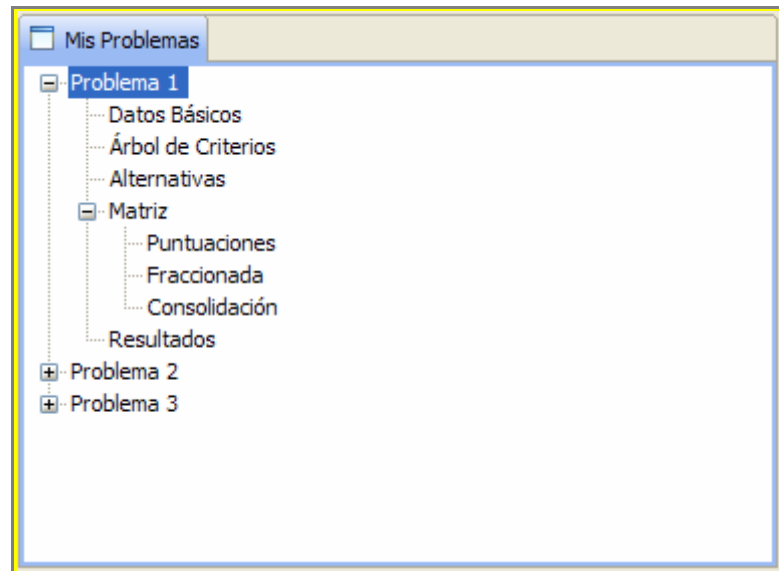 Mis Problemas
Problema 1
Datos Básicos
Árbol de Criterios
Alternativas
Matriz
Puntuaciones
Fraccionada
Consolidación
Resultados
Problema 2
Problema 3